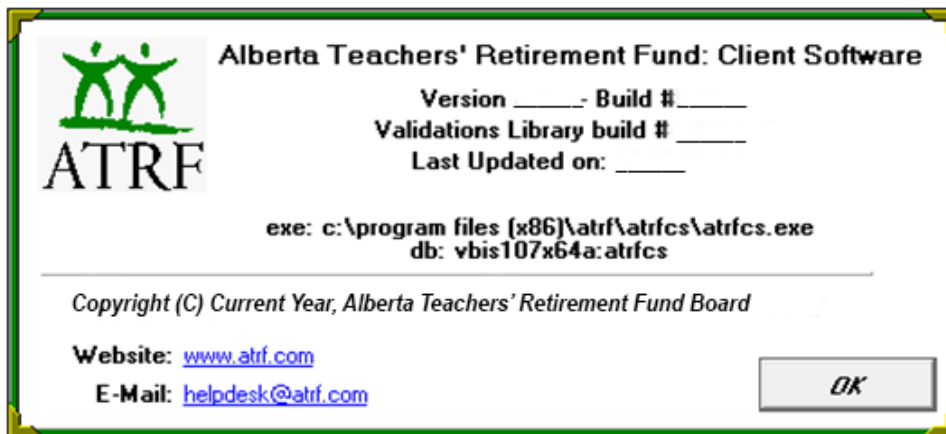 ATRF
Alberta Teachers' Retirement Fund: Client Software
Version _____- Build #_____
Validations Library build # _____
Last Updated on: _____
exe: c:\program files (x86)\atrf\atrfcs\atrfcs.exe
db: vbis107x64a:atrfcs
Copyright (C) Current Year, Alberta Teachers' Retirement Fund Board
Website: www.atrf.com
E-Mail: helpdesk@atrf.com
OK